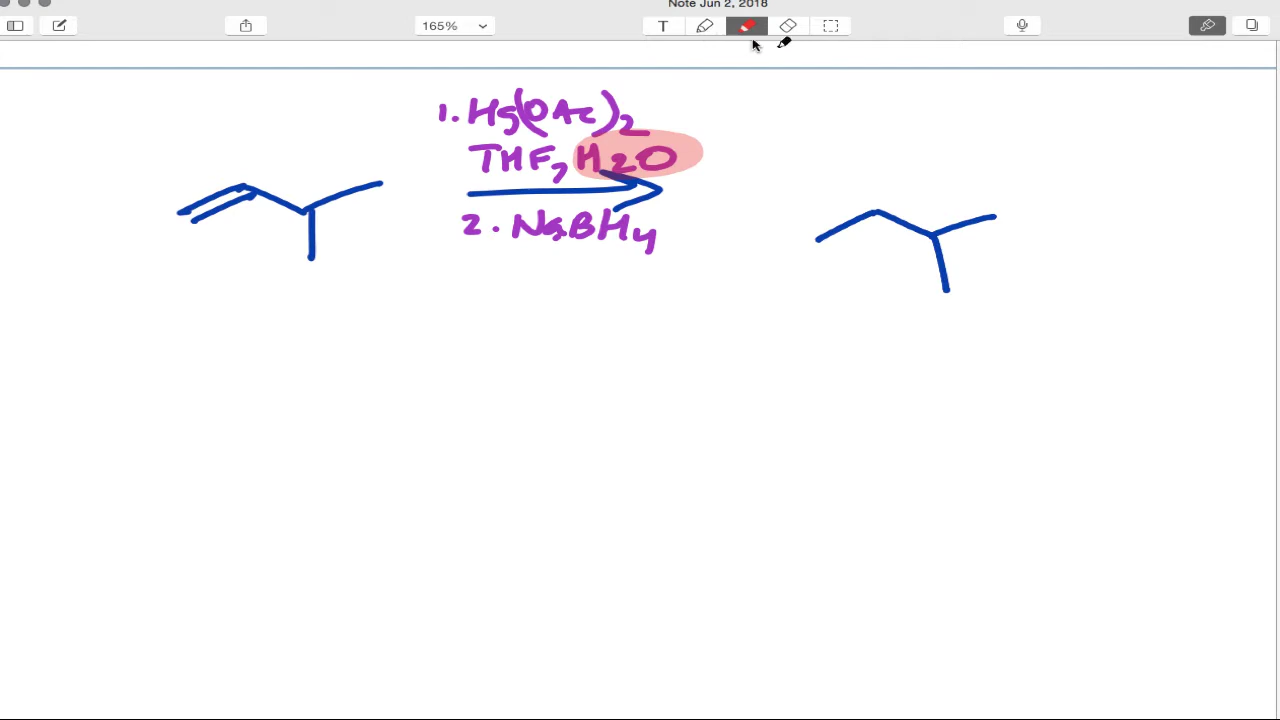 Note Jun 2, 2018
165%
T
1. Hg(OAc)2
THF, H2O
2. NaBH4